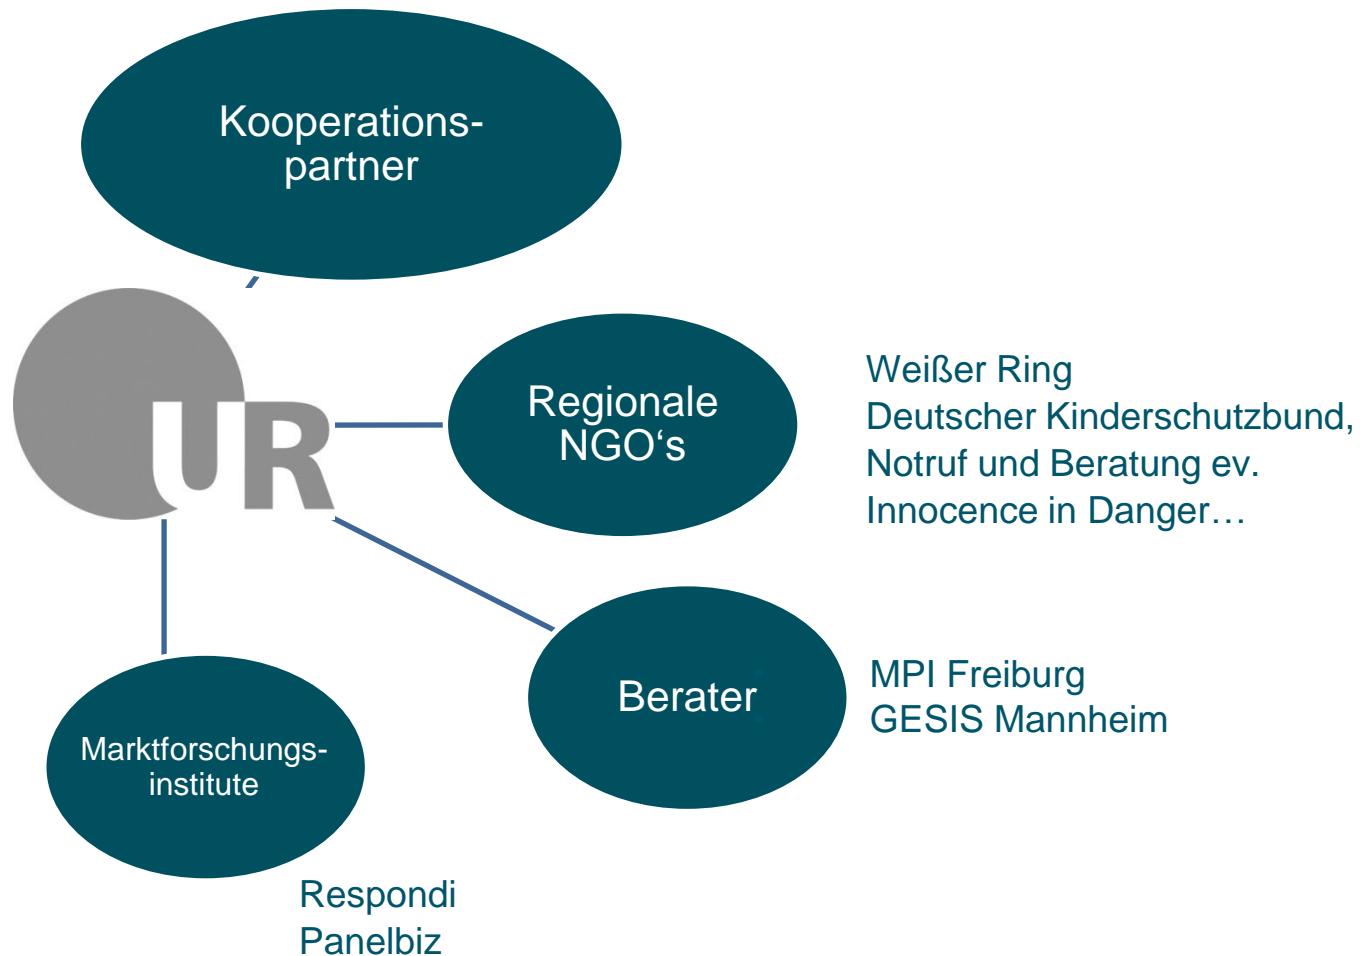 Kooperations-
partner
UR
Regionale
NGO‘s
Weißer Ring
Deutscher Kinderschutzbund,
Notruf und Beratung ev.
Innocence in Danger…
Berater
MPI Freiburg
GESIS Mannheim
Marktforschungs-
institute
Respondi
Panelbiz